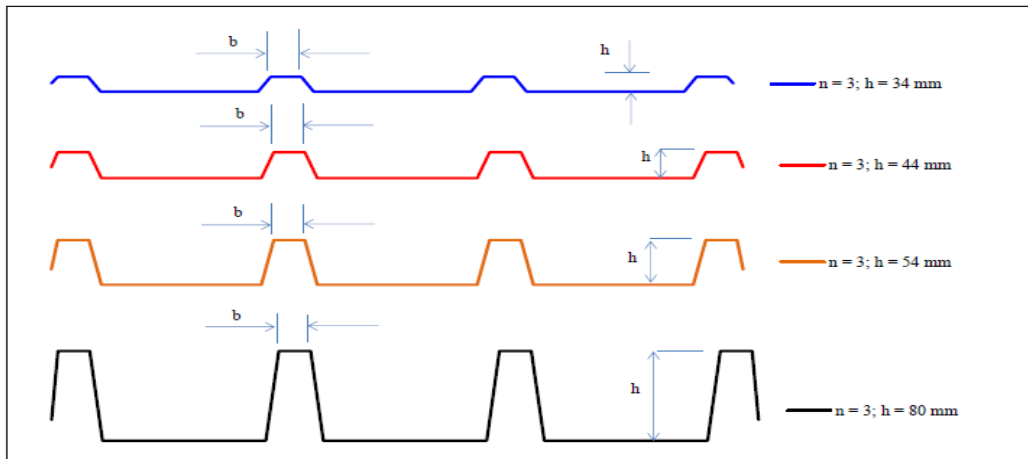 b
h
n = 3; h = 34 mm
b
h
n = 3; h = 44 mm
b
h
n = 3; h = 54 mm
b
h
n = 3; h = 80 mm